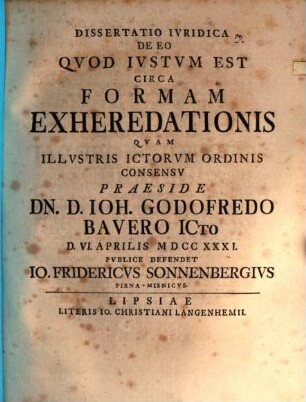 DISSERTATIO IVRIDICA
DE EO
QVOD IVSTVM EST
CIRCA
FORMAM
EXHEREDATIONIS
QVAM
ILLVSTRIS ICTORVM ORDINIS
CONSENSV
PRAESIDE
DN. D. IOH. GODOFREDO
BAVERO ICTO
D. VI. APRILIS MDCCXXXI.
PVBLICE DEFENDET
IO. FRIDERICVS SONNENBERGIVS
PIRNA-MISNICVS.
LIPSIAE
LITERIS IO. CHRISTIANI LANGENHEMII.